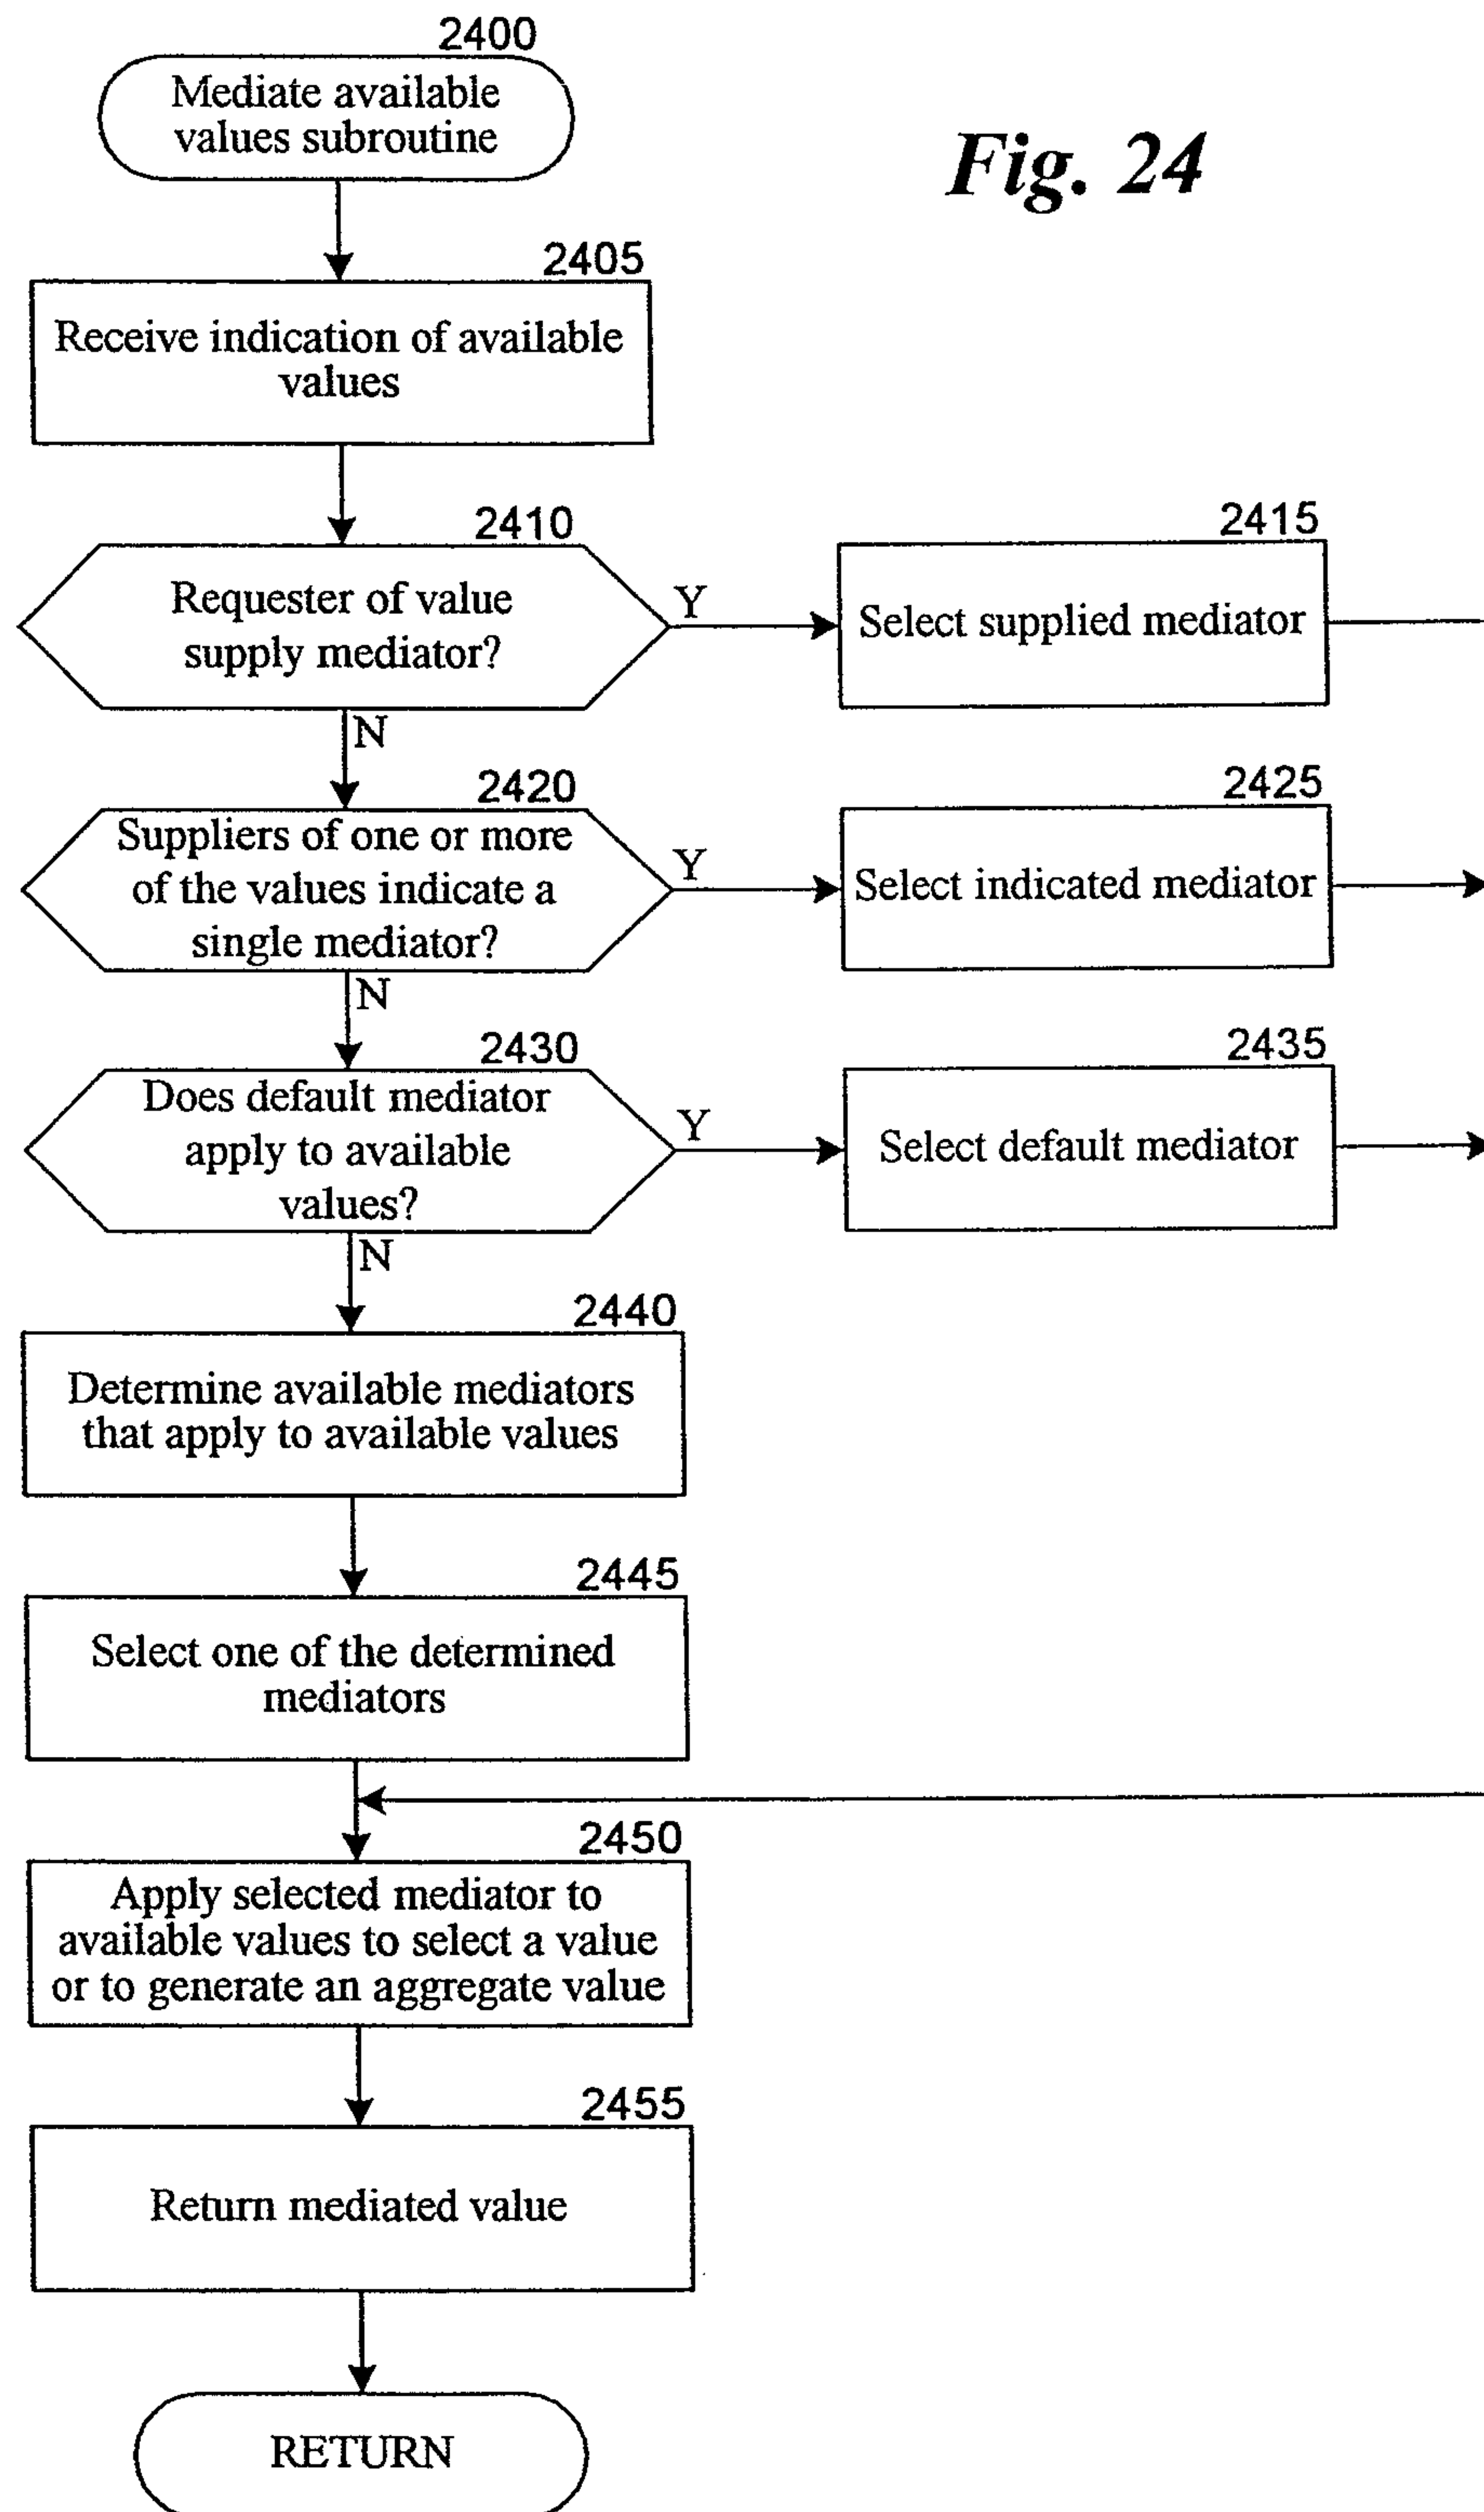 2400
Mediate available
values subroutine
Fig. 24
2405
Receive indication of available
values
2410
Requester of value
supply mediator?
Y
2415
Select supplied mediator
N
2420
Suppliers of one or more
of the values indicate a
single mediator?
Y
2425
Select indicated mediator
N
2430
Does default mediator
apply to available
values?
Y
2435
Select default mediator
N
2440
Determine available mediators
that apply to available values
2445
Select one of the determined
mediators
2450
Apply selected mediator to
available values to select a value
or to generate an aggregate value
2455
Return mediated value
RETURN